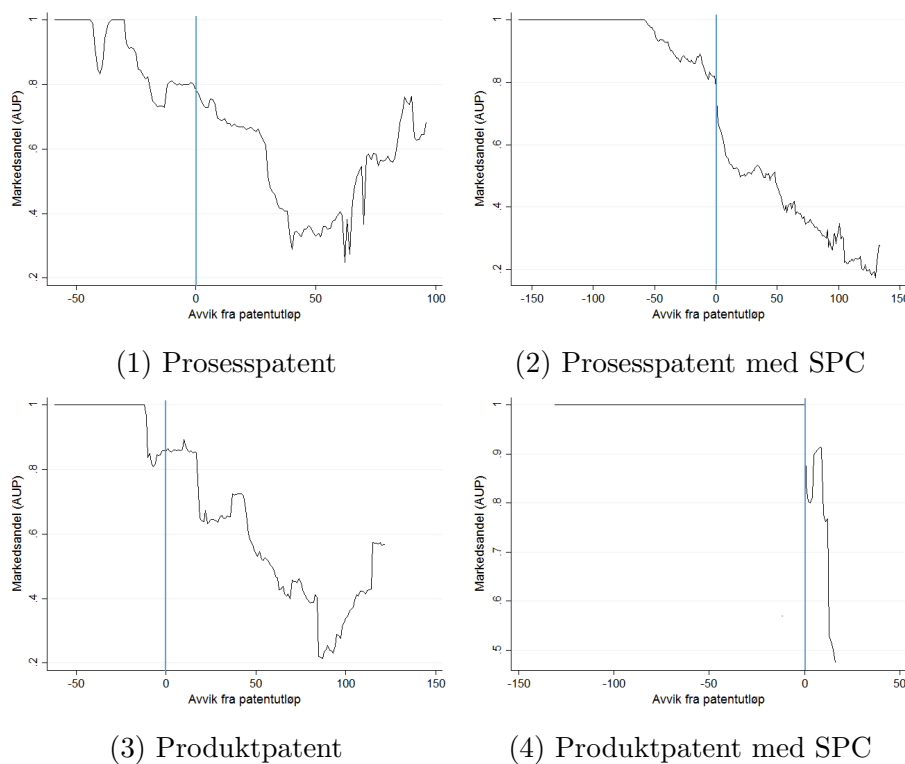 Markedsandel (AUP)
1
.8
.6
.4
.2
-50 0 50 100
Avvik fra patentutløp
(1) Prosesspatent
Markedsandel (AUP)
1
.8
.6
.4
.2
-150 -100 -50 0 50 100 150
Avvik fra patentutløp
(2) Prosesspatent med SPC
Markedsandel (AUP)
1
.8
.6
.4
.2
-50 0 50 100 150
Avvik fra patentutløp
(3) Produktpatent
Markedsandel (AUP)
1
.9
.8
.7
.6
.5
-150 -100 -50 0 50
Avvik fra patentutløp
(4) Produktpatent med SPC